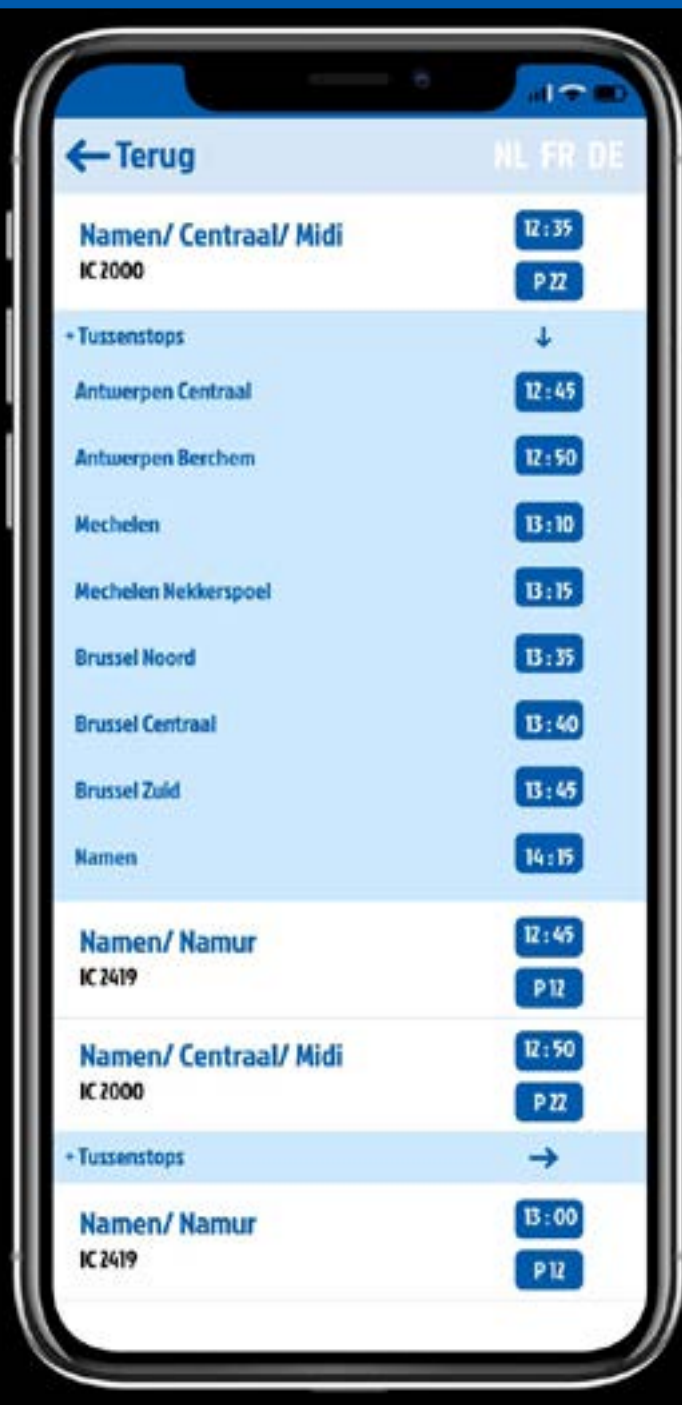 ← Terug NL FR DE
Namen/ Centraal/ Midi 12:35
IC 2000 P 22
+ Tussenstops ↓
Antwerpen Centraal 12:45
Antwerpen Berchem 12:50
Mechelen 13:10
Mechelen Nekkerspoel 13:15
Brussel Noord 13:35
Brussel Centraal 13:40
Brussel Zuid 13:45
Namen 14:15
Namen/ Namur 12:45
IC 2419 P 12
Namen/ Centraal/ Midi 12:50
IC 2000 P 22
+ Tussenstops →
Namen/ Namur 13:00
IC 2419 P 12